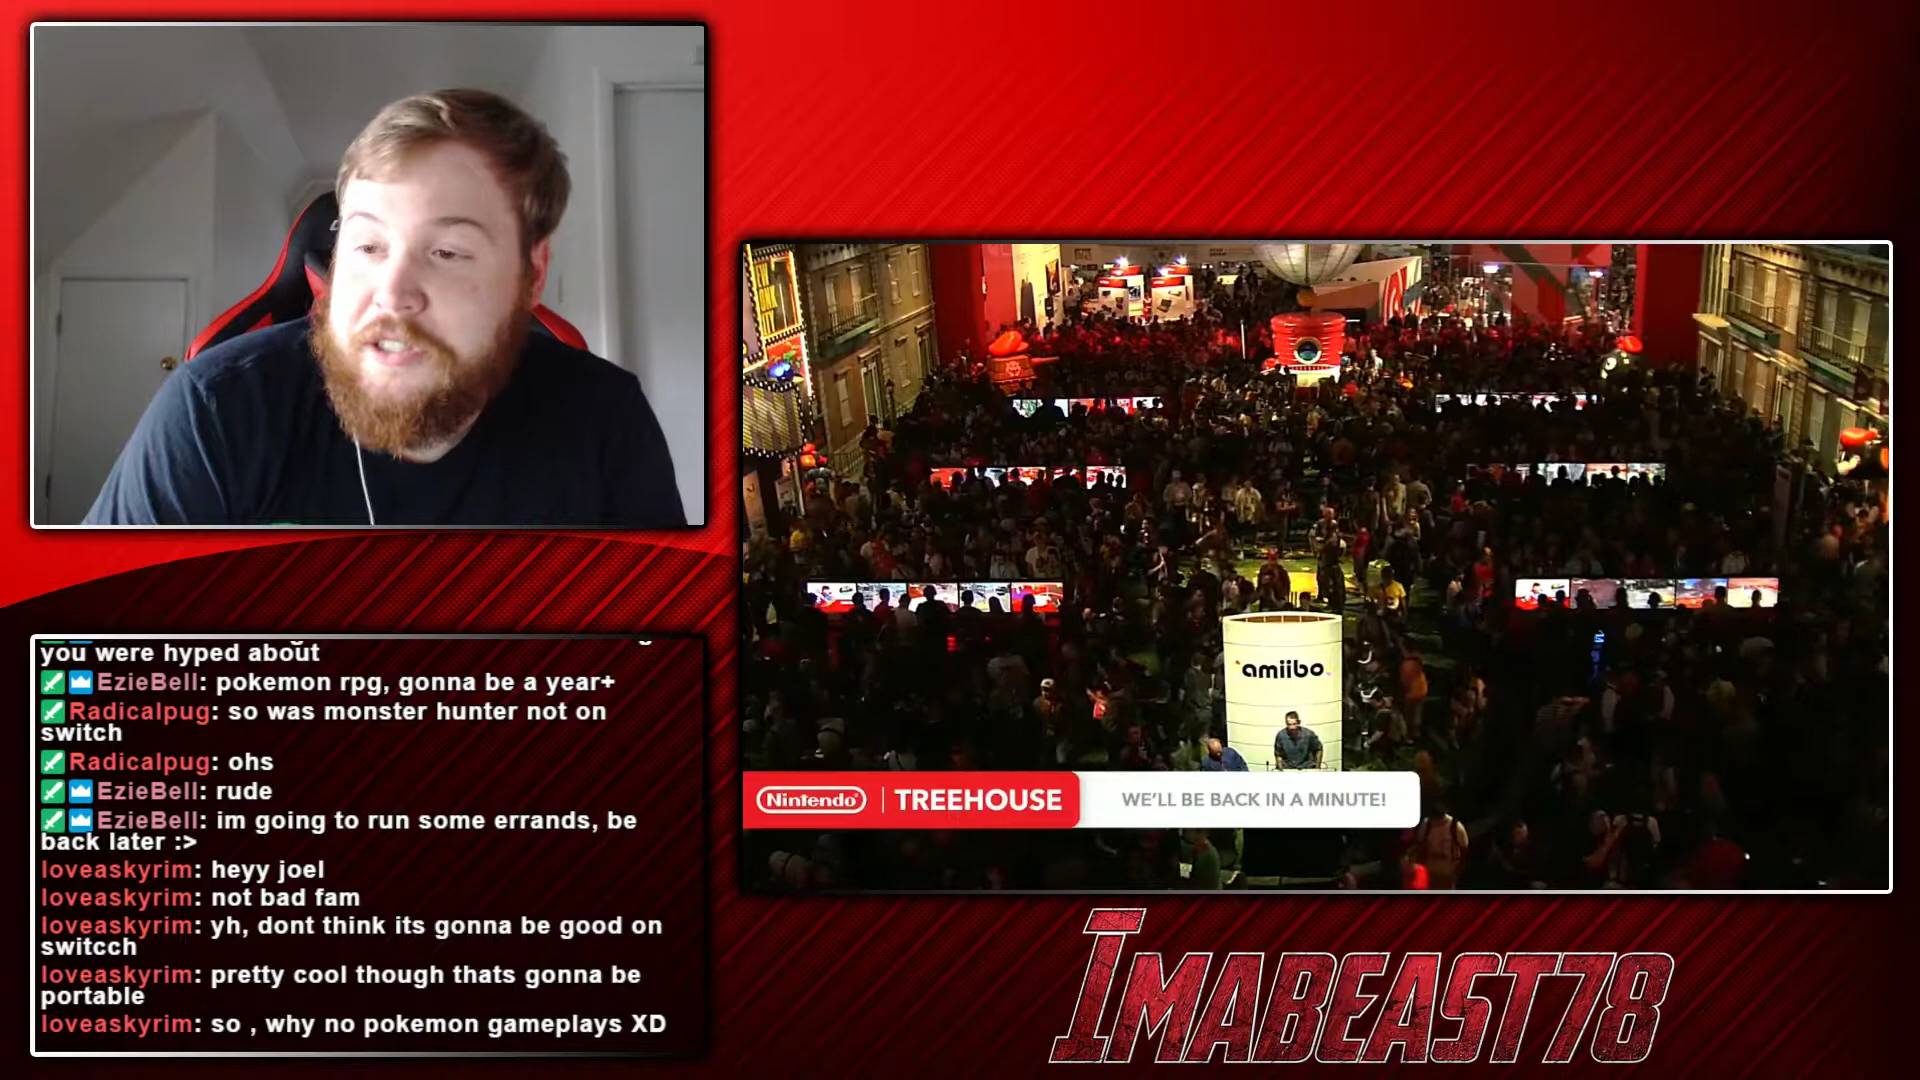 you were hyped about
EzieBell: pokemon rpg, gonna be a year+
Radicalpug: so was monster hunter not on
switch
Radicalpug: ohs
EzieBell: rude
EzieBell: im going to run some errands, be
back later :>
loveaskyrim: heyy joel
loveaskyrim: not bad fam
loveaskyrim: yh, dont think its gonna be good on
switcch
loveaskyrim: pretty cool though thats gonna be
portable
loveaskyrim: so , why no pokemon gameplays XD
amiibo
Nintendo | TREEHOUSE WE'LL BE BACK IN A MINUTE!
IMABEAST78